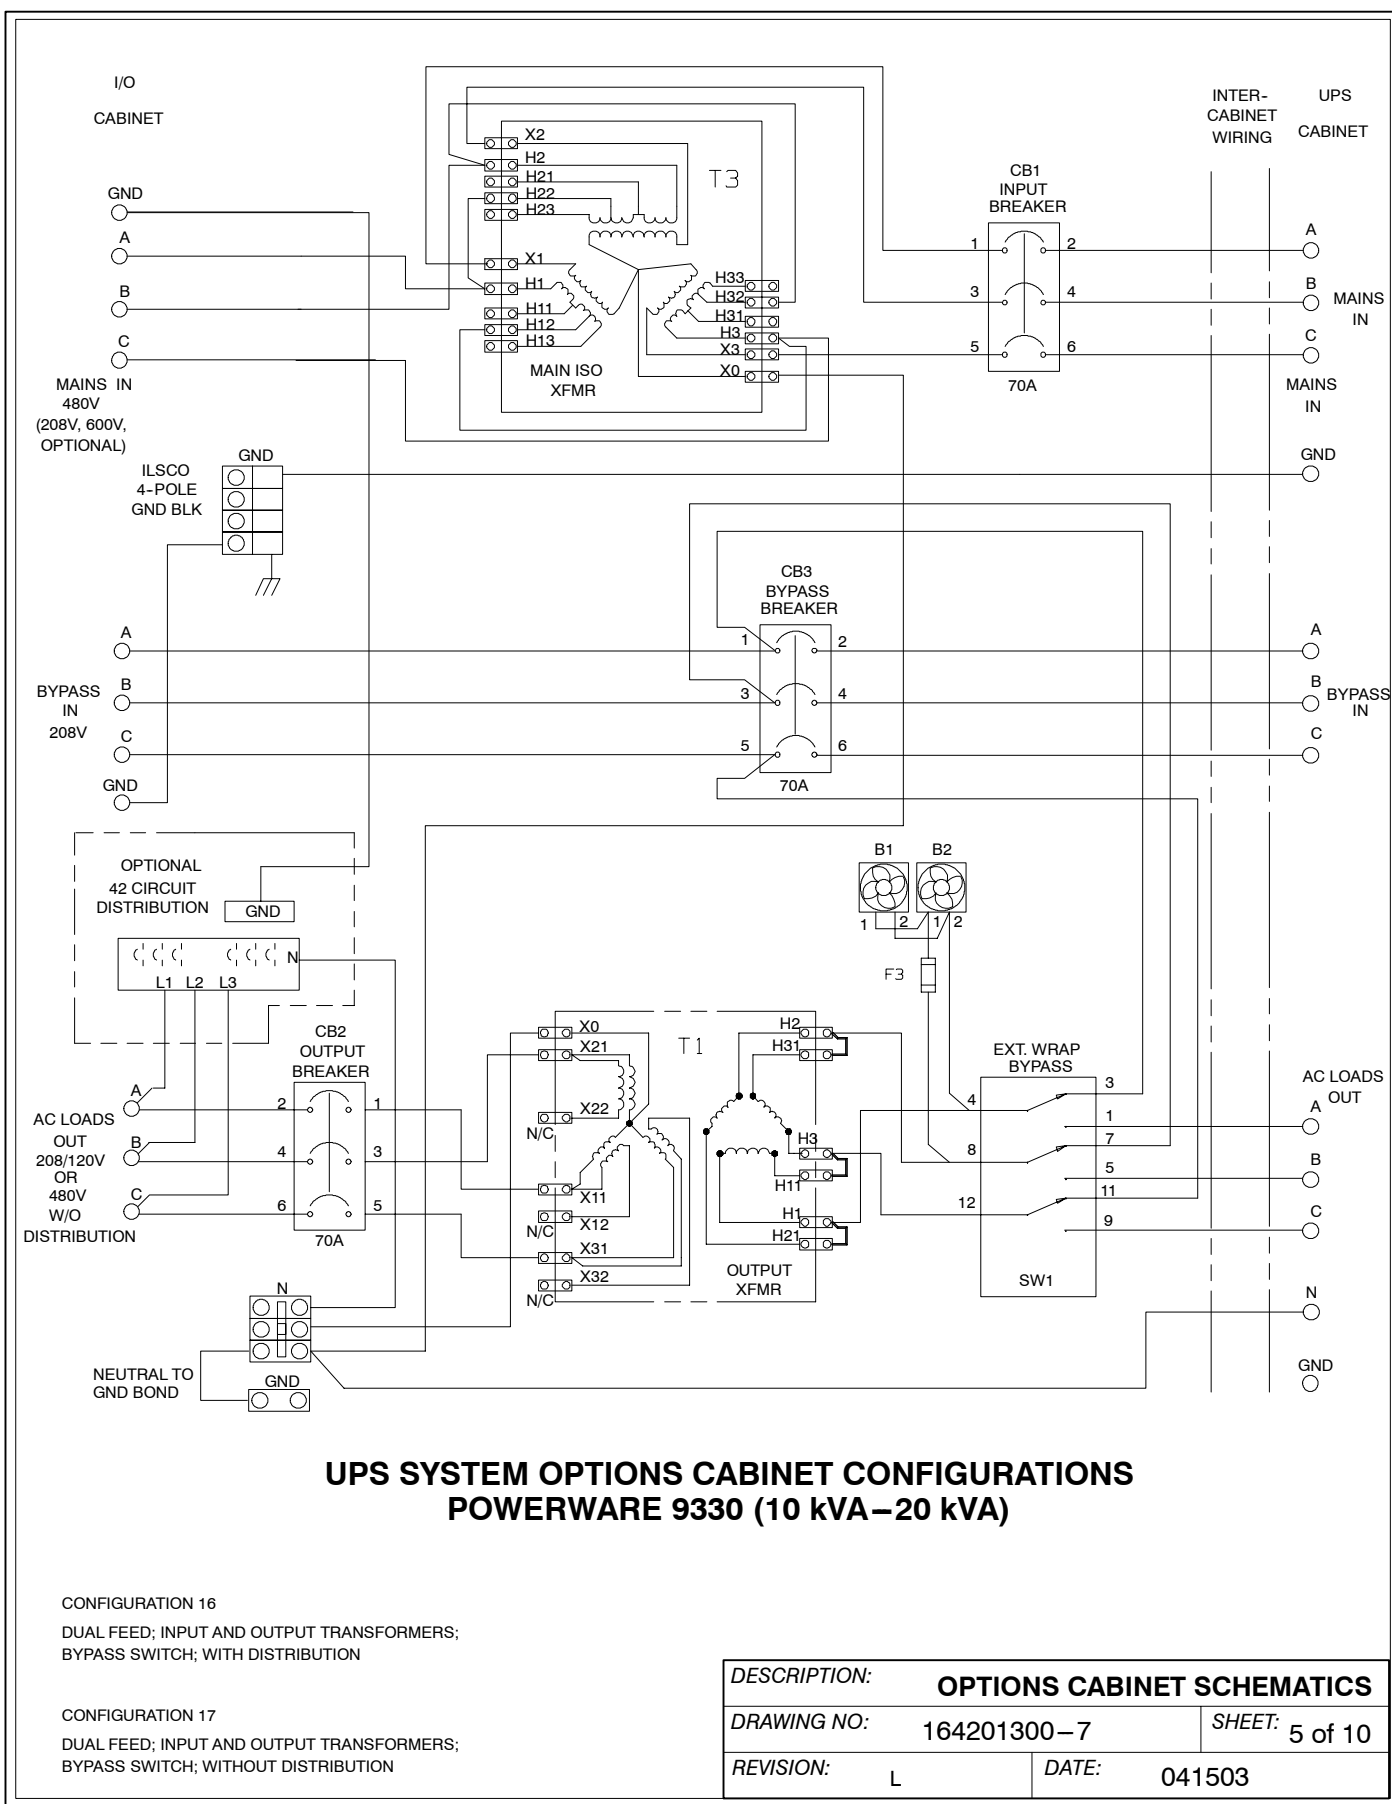 I/O
CABINET
INTER-
CABINET
WIRING
UPS
CABINET
GND
A
B
C
MAINS IN
480V
(208V, 600V,
OPTIONAL)
X2
H2
H21
H22
H23
X1
H1
H11
H12
H13
T3
H33
H32
H31
H3
X3
X0
MAIN ISO
XFMR
CB1
INPUT
BREAKER
1
2
3
4
5
6
70A
A
B
MAINS
IN
C
MAINS
IN
GND
ILSCO
4-POLE
GND BLK
GND
CB3
BYPASS
BREAKER
1
2
3
4
5
6
70A
A
B
C
BYPASS
IN
208V
GND
A
B
BYPASS
IN
C
OPTIONAL
42 CIRCUIT
DISTRIBUTION
GND
N
L1 L2 L3
B1
B2
1
2
1
2
F3
CB2
OUTPUT
BREAKER
2
1
4
3
6
5
70A
A
B
C
AC LOADS
OUT
208/120V
OR
480V
W/O
DISTRIBUTION
X0
X21
X22
N/C
X11
X12
N/C
X31
X32
N/C
T1
H2
H31
H3
H11
H1
H21
OUTPUT
XFMR
EXT. WRAP
BYPASS
4
3
1
8
7
5
12
11
9
SW1
AC LOADS
OUT
A
B
C
N
GND
N
NEUTRAL TO
GND BOND
GND
UPS SYSTEM OPTIONS CABINET CONFIGURATIONS
POWERWARE 9330 (10 kVA–20 kVA)
CONFIGURATION 16
DUAL FEED; INPUT AND OUTPUT TRANSFORMERS;
BYPASS SWITCH; WITH DISTRIBUTION
CONFIGURATION 17
DUAL FEED; INPUT AND OUTPUT TRANSFORMERS;
BYPASS SWITCH; WITHOUT DISTRIBUTION
DESCRIPTION: OPTIONS CABINET SCHEMATICS
DRAWING NO: 164201300–7 SHEET: 5 of 10
REVISION: L DATE: 041503